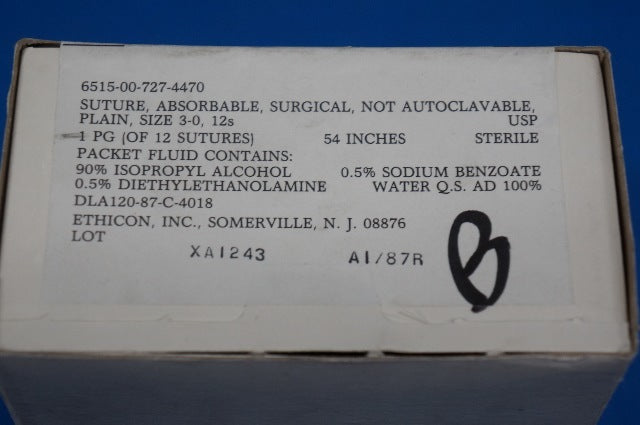 6515-00-727-4470
SUTURE, ABSORBABLE, SURGICAL, NOT AUTOCLAVABLE,
PLAIN, SIZE 3-0, 12s USP
1 PG (OF 12 SUTURES) 54 INCHES STERILE
PACKET FLUID CONTAINS:
90% ISOPROPYL ALCOHOL 0.5% SODIUM BENZOATE
0.5% DIETHYLETHANOLAMINE WATER Q.S. AD 100%
DLA120-87-C-4018
ETHICON, INC., SOMERVILLE, N. J. 08876
LOT
XA1243 A1/87R
B